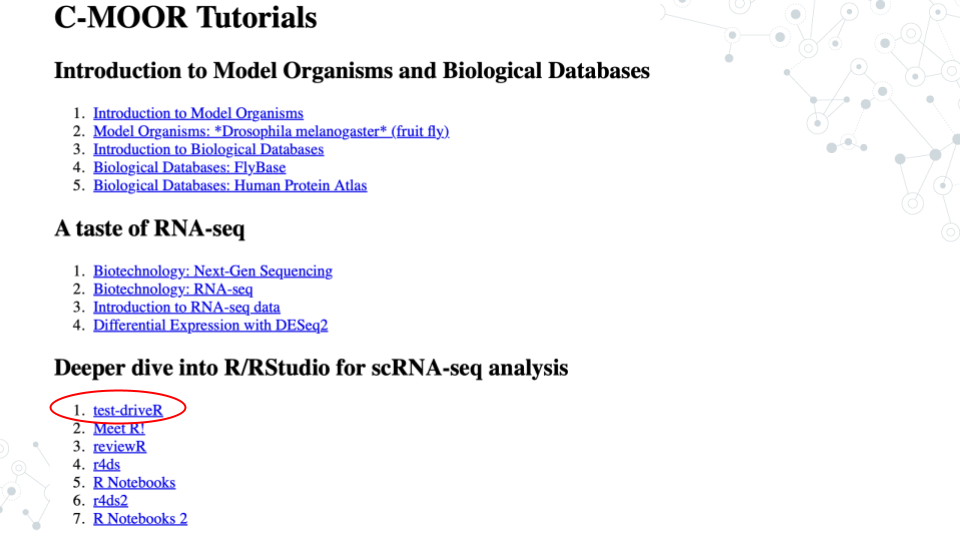 C-MOOR Tutorials
Introduction to Model Organisms and Biological Databases
1. Introduction to Model Organisms
2. Model Organisms: *Drosophila melanogaster* (fruit fly)
3. Introduction to Biological Databases
4. Biological Databases: FlyBase
5. Biological Databases: Human Protein Atlas
A taste of RNA-seq
1. Biotechnology: Next-Gen Sequencing
2. Biotechnology: RNA-seq
3. Introduction to RNA-seq data
4. Differential Expression with DESeq2
Deeper dive into R/RStudio for scRNA-seq analysis
1. test-driveR
2. Meet R!
3. reviewR
4. r4ds
5. R Notebooks
6. r4ds2
7. R Notebooks 2